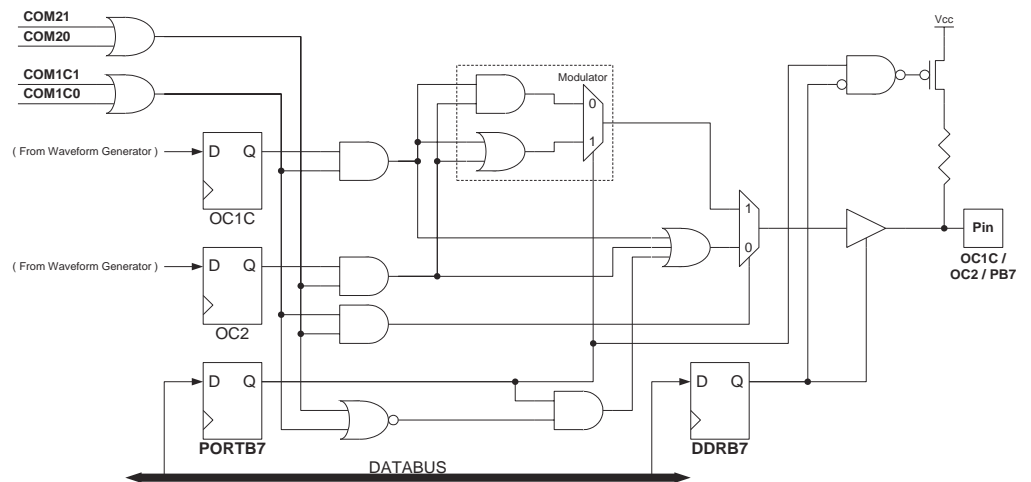 COM21
COM20
COM1C1
COM1C0
Vcc
Modulator
0
1
( From Waveform Generator )
D Q
OC1C
1
0
Pin
OC1C /
OC2 / PB7
( From Waveform Generator )
D Q
OC2
D Q
PORTB7
D Q
DDRB7
DATABUS